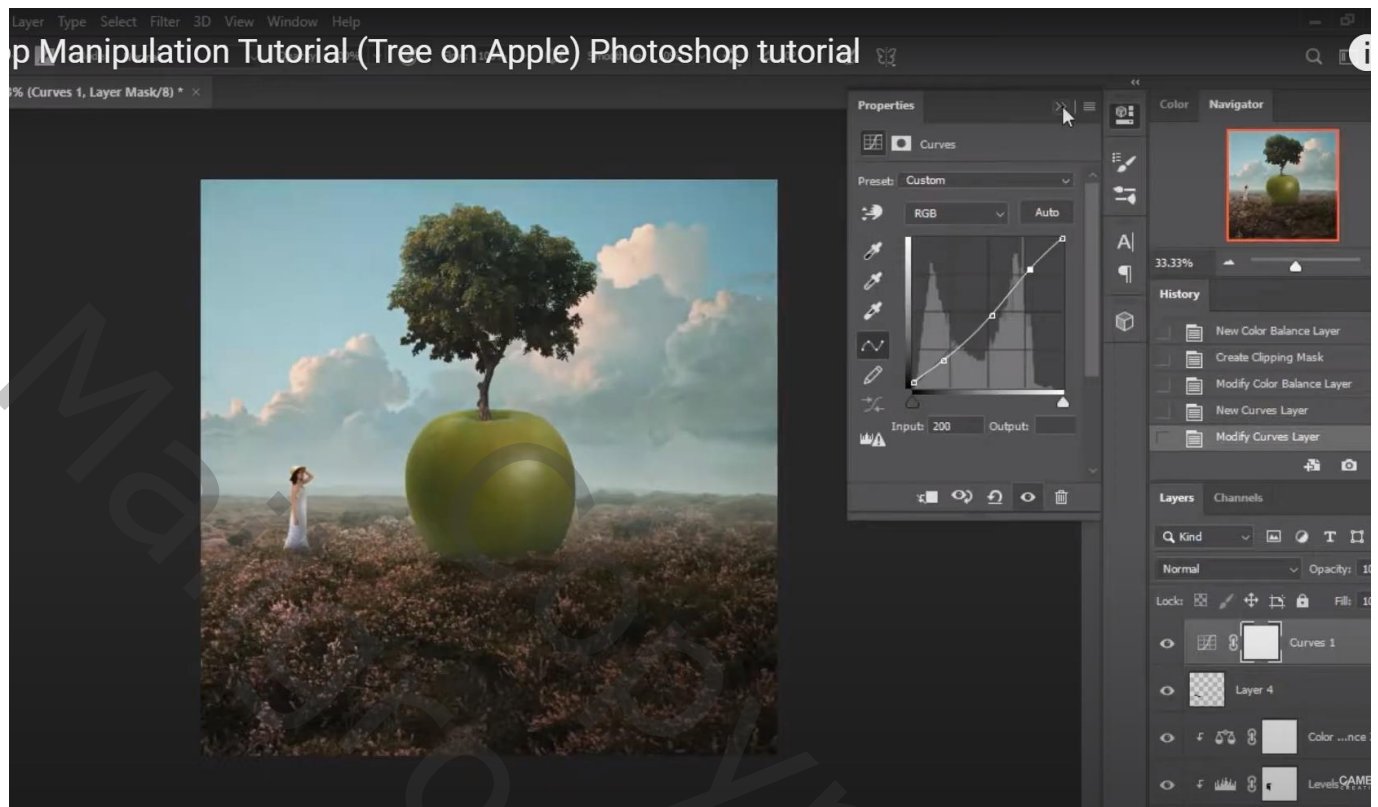 Layer Type Select Filter 3D View Window Help
p Manipulation Tutorial (Tree on Apple) Photoshop tutorial
% (Curves 1, Layer Mask/8) * ×
Properties
Curves
Preset: Custom
RGB
Auto
Input: 200 Output:
Color Navigator
33.33%
History
New Color Balance Layer
Create Clipping Mask
Modify Color Balance Layer
New Curves Layer
Modify Curves Layer
Layers Channels
Kind
Normal Opacity: 10
Lock: Fill: 10
Curves 1
Layer 4
Color ...nce
Levels